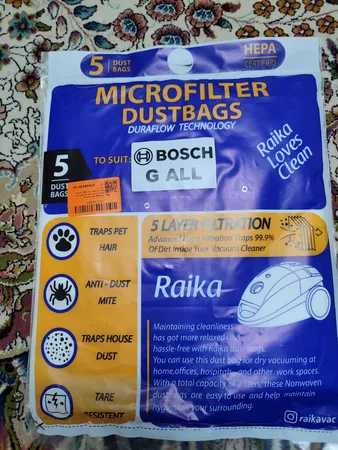 5 DUST BAGS
HEPA
CERTIFIED
MICROFILTER
DUSTBAGS
DURAFLOW TECHNOLOGY
Raika
Loves
Clean
5
DUST
BAGS
TO SUIT:
BOSCH
G ALL
TRAPS PET
HAIR
ANTI - DUST
MITE
TRAPS HOUSE
DUST
TARE
RESISTENT
5 LAYER FILTRATION
Advanced Filtration Traps 99.9%
Of Dirt Inside Your Vacuum Cleaner
Raika
Maintaining cleanliness
has got more relaxed
hassle-free with Raika dust bags.
You can use this dust bag for dry vacuuming at
home,offices, hospitals and other work spaces.
With a total capacity of liters, these Nonwoven
dust bags are easy to use and help maintain
your surrounding.
raikavac